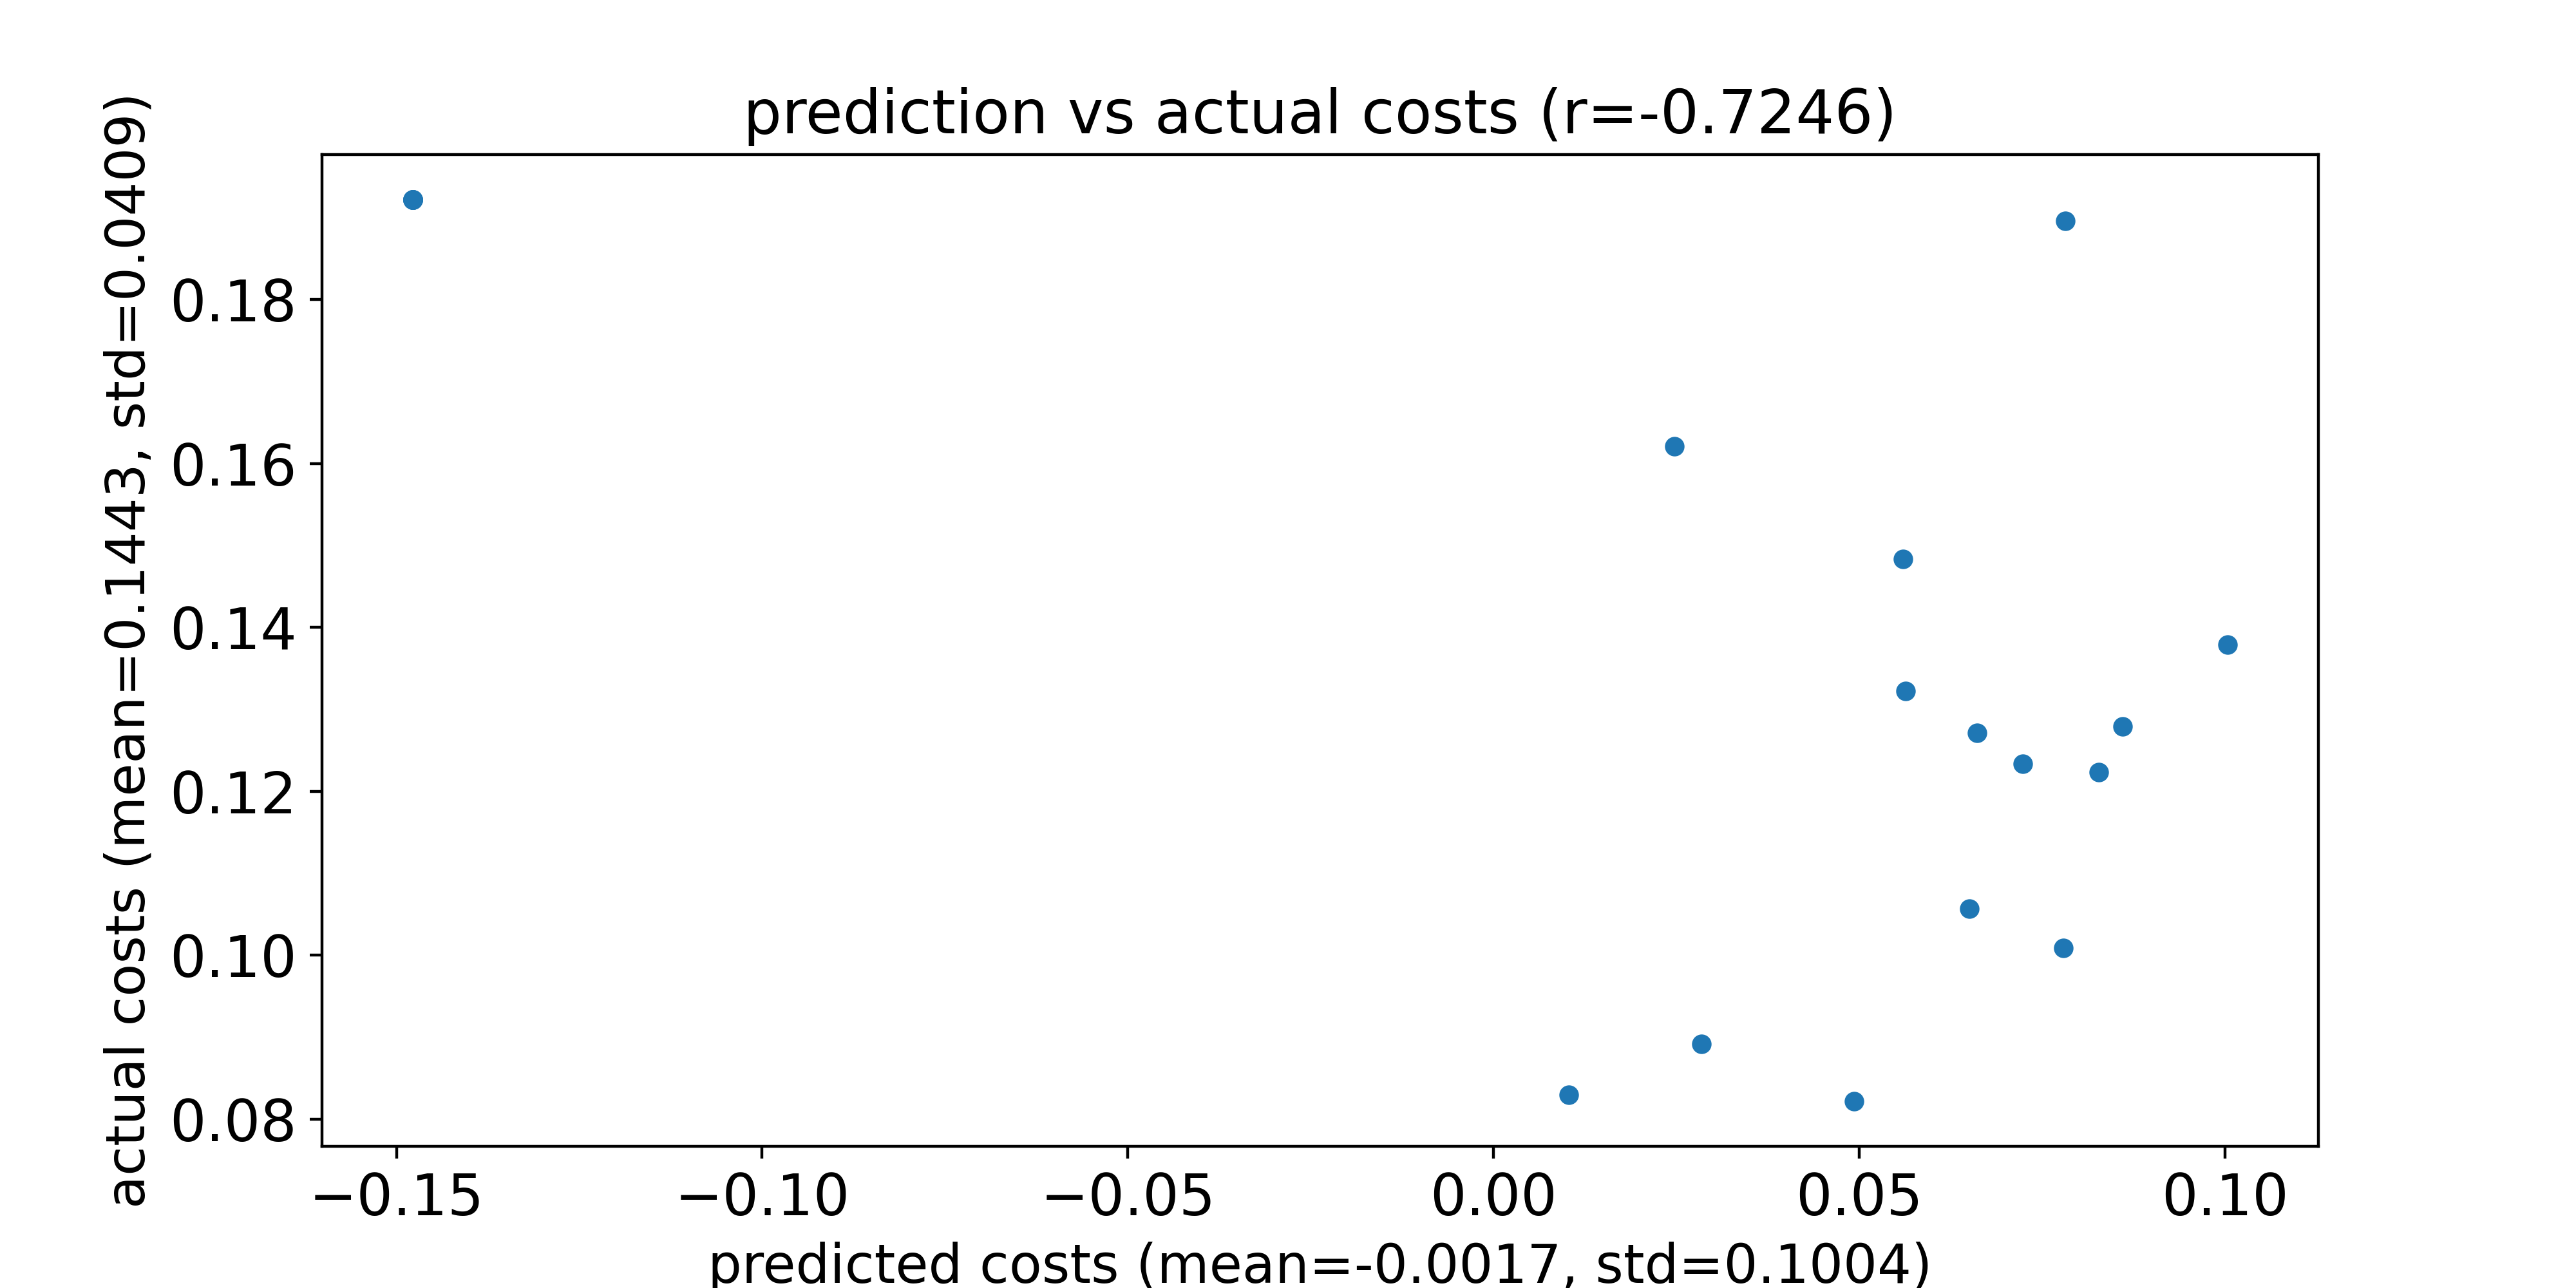 prediction vs actual costs (r=-0.7246)
actual costs (mean=0.1443, std=0.0409)
0.18
0.16
0.14
0.12
0.10
0.08
−0.15 −0.10 −0.05 0.00 0.05 0.10
predicted costs (mean=-0.0017, std=0.1004)